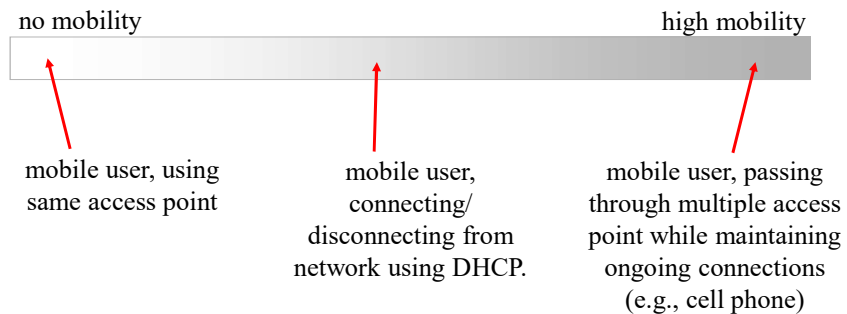 no mobility
high mobility
mobile user, using
same access point
mobile user,
connecting/
disconnecting from
network using DHCP.
mobile user, passing
through multiple access
point while maintaining
ongoing connections
(e.g., cell phone)